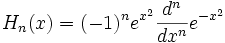 H_n(x) = (-1)^n e^{x^2} \frac{d^n}{dx^n} e^{-x^2}